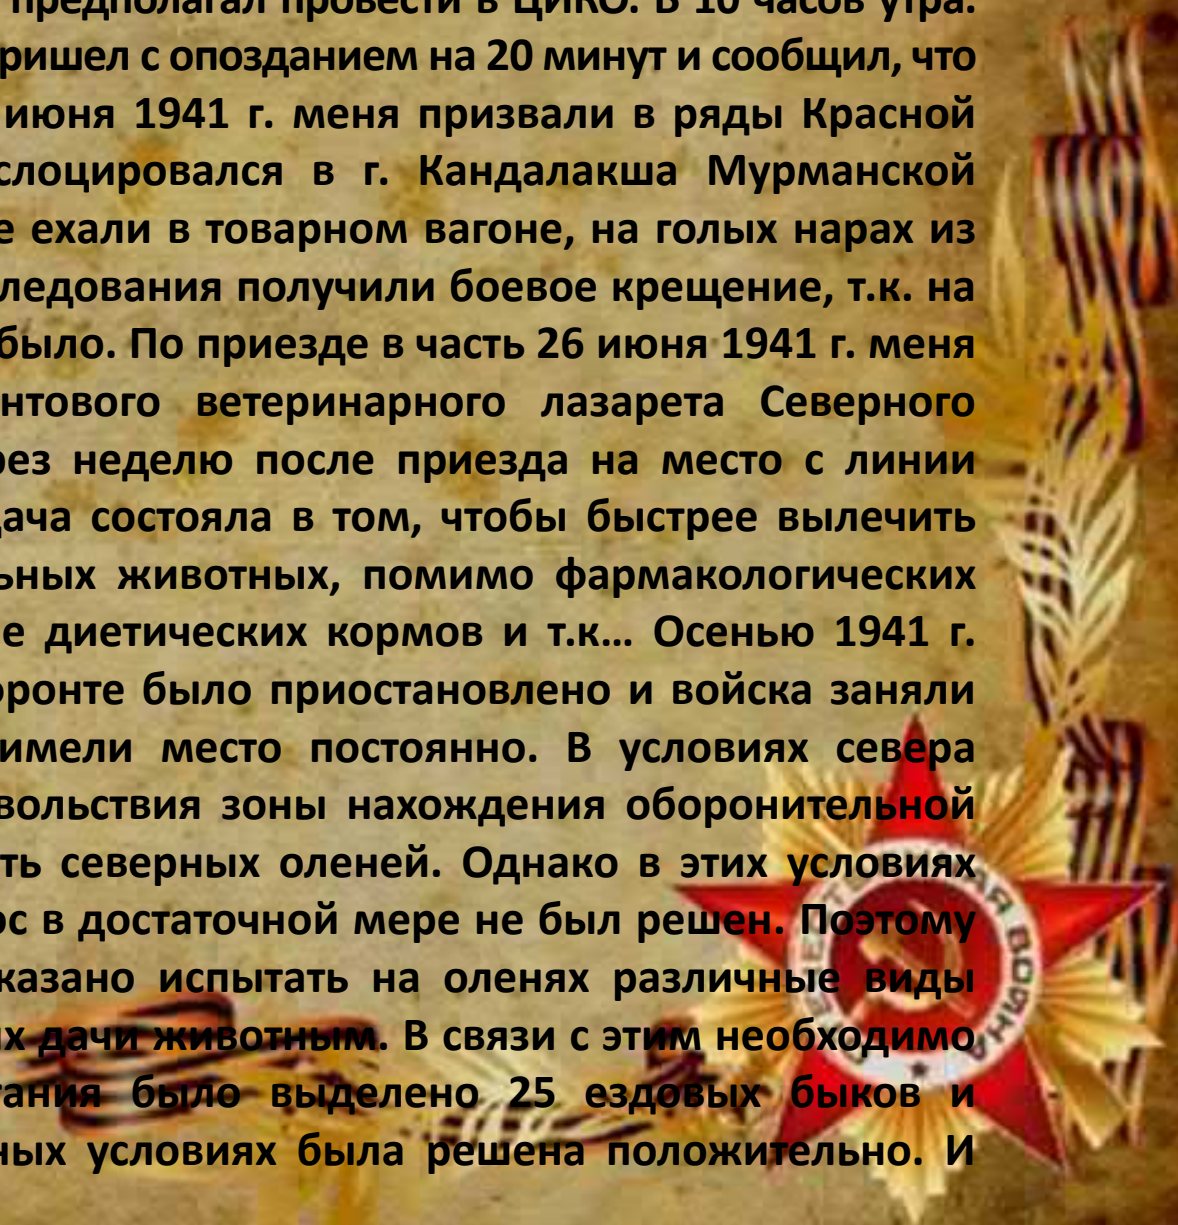 предполагал провести в ЦИКО. В 10 часов утра.
ришел с опозданием на 20 минут и сообщил, что
июня 1941 г. меня призвали в ряды Красной
слоцировался в г. Кандалакша Мурманской
е ехали в товарном вагоне, на голых нарах из
ледования получили боевое крещение, т.к. на
было. По приезде в часть 26 июня 1941 г. меня
нтового ветеринарного лазарета Северного
рез неделю после приезда на место с линии
дача состояла в том, чтобы быстрее вылечить
ьных животных, помимо фармакологических
е диетических кормов и т.к... Осенью 1941 г.
фронте было приостановлено и войска заняли
имели место постоянно. В условиях севера
вольствия зоны нахождения оборонительной
ть северных оленей. Однако в этих условиях
ос в достаточной мере не был решен. Поэтому
казано испытать на оленях различные виды
их дачи животным. В связи с этим необходимо
тания было выделено 25 ездовых быков и
ных условиях была решена положительно. И
ОТЕЧЕСТВЕННАЯ ВОЙНА